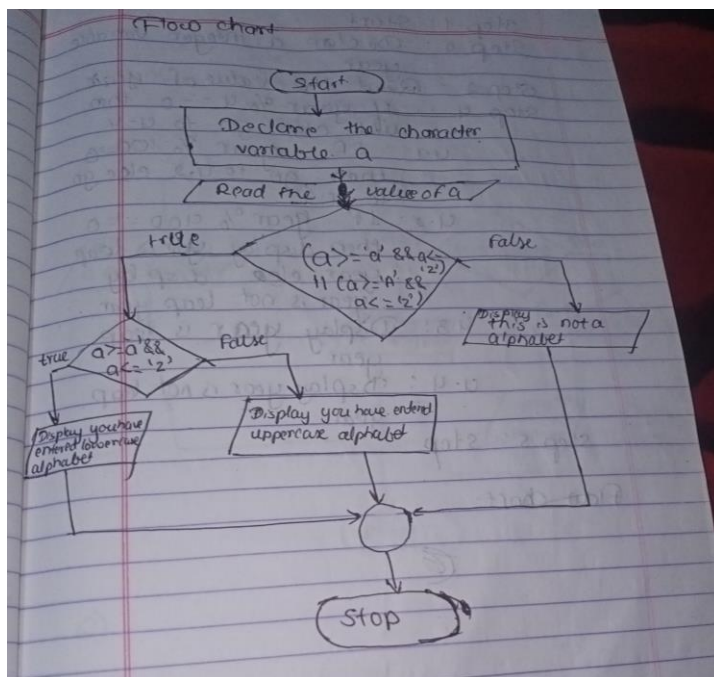 Flow chart
Start
Declare the character
variable a
Read the value of a
true
False
(a>='a' && a<=
'z')
|| (a>='A' &&
a<='z')
Display
this is not a
alphabet
true
a>=a' &&
a<='z'
False
Display you have
entered lowercase
alphabet
Display you have entered
uppercase alphabet
Stop